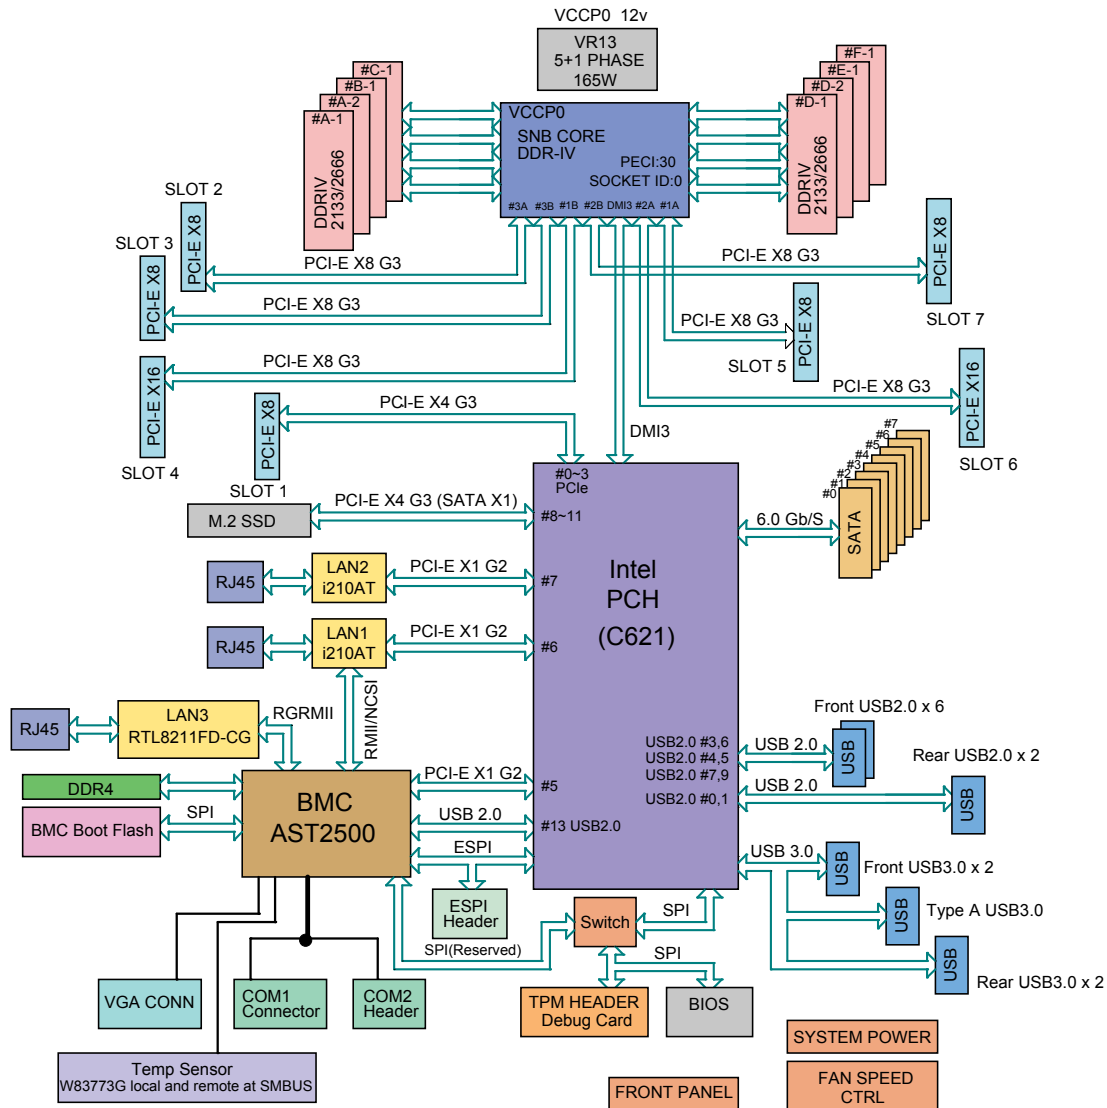 VCCP0 12v
VR13
5+1 PHASE
165W
#C-1
#B-1
#A-2
#A-1
DDRIV
2133/2666
VCCP0
SNB CORE
DDR-IV
PECI:30
SOCKET ID:0
#3A #3B #1B #2B DMI3 #2A #1A
#F-1
#E-1
#D-2
#D-1
DDRIV
2133/2666
SLOT 2
PCI-E X8
SLOT 3
PCI-E X8
PCI-E X8 G3
PCI-E X8 G3
PCI-E X8 G3
PCI-E X16
SLOT 4
PCI-E X4 G3
PCI-E X8
SLOT 1
PCI-E X8 G3
PCI-E X8
SLOT 7
PCI-E X8 G3
PCI-E X8
SLOT 5
PCI-E X8 G3
PCI-E X16
SLOT 6
DMI3
#0~3
PCIe
M.2 SSD
PCI-E X4 G3 (SATA X1)
#8~11
6.0 Gb/S
#0
#1
#2
#3
#4
#5
#6
#7
SATA
Intel
PCH
(C621)
RJ45
LAN2
i210AT
PCI-E X1 G2
#7
RJ45
LAN1
i210AT
PCI-E X1 G2
#6
RMII/NCSI
RJ45
LAN3
RTL8211FD-CG
RGRMII
DDR4
BMC Boot Flash
SPI
BMC
AST2500
PCI-E X1 G2
#5
USB 2.0
#13 USB2.0
ESPI
ESPI
Header
SPI(Reserved)
USB2.0 #3,6
USB2.0 #4,5
USB2.0 #7,9
USB2.0 #0,1
Front USB2.0 x 6
USB 2.0
USB
Rear USB2.0 x 2
USB 2.0
USB
USB 3.0
USB
Front USB3.0 x 2
USB
Type A USB3.0
USB
Rear USB3.0 x 2
Switch
SPI
SPI
TPM HEADER
Debug Card
BIOS
VGA CONN
COM1
Connector
COM2
Header
Temp Sensor
W83773G local and remote at SMBUS
FRONT PANEL
SYSTEM POWER
FAN SPEED
CTRL